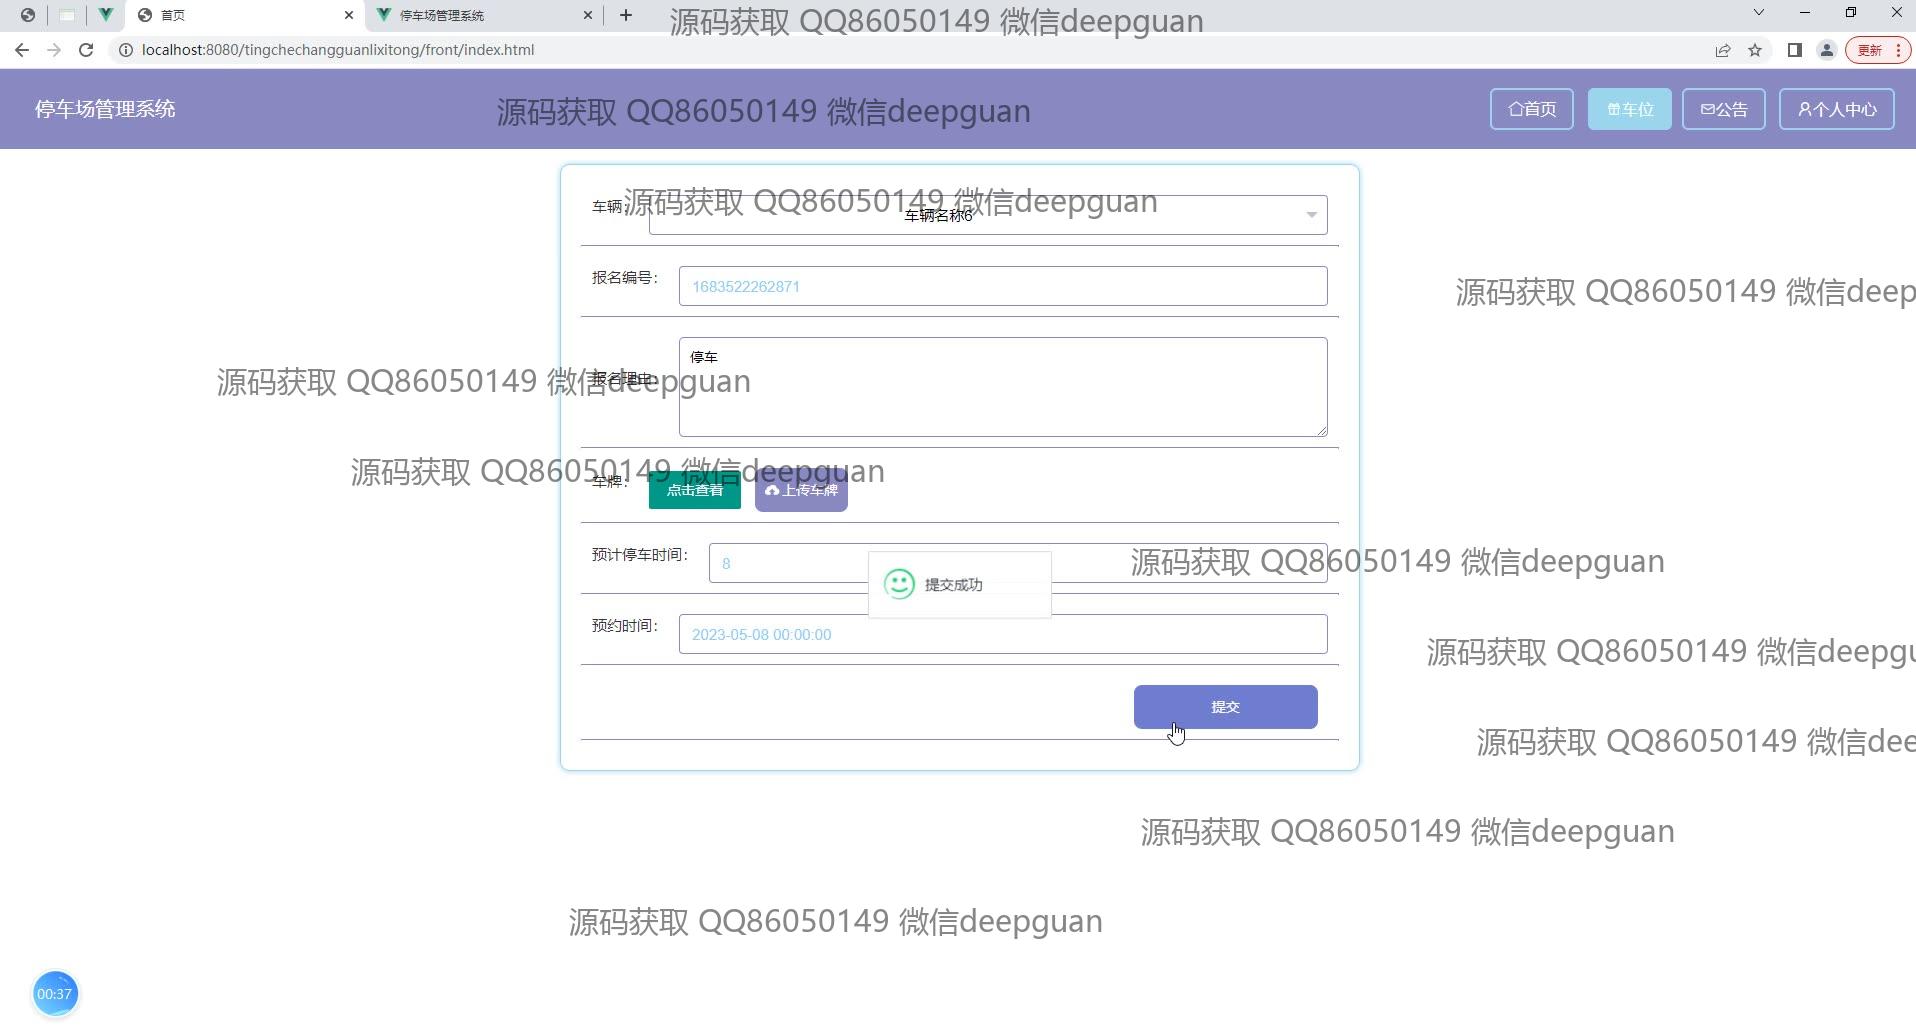 首页
停车场管理系统
源码获取 QQ86050149 微信deepguan
localhost:8080/tingchechangguanlixitong/front/index.html
更新
停车场管理系统
源码获取 QQ86050149 微信deepguan
首页
车位
公告
个人中心
车辆:
源码获取 QQ86050149 微信deepguan
车辆名称6
报名编号:
1683522262871
源码获取 QQ86050149 微信deep
停车
报名理由:
源码获取 QQ86050149 微信deepguan
源码获取 QQ86050149 微信deepguan
车牌:
点击查看
上传车牌
预计停车时间:
8
源码获取 QQ86050149 微信deepguan
提交成功
预约时间:
2023-05-08 00:00:00
源码获取 QQ86050149 微信deepgu
提交
源码获取 QQ86050149 微信dee
源码获取 QQ86050149 微信deepguan
源码获取 QQ86050149 微信deepguan
00:37